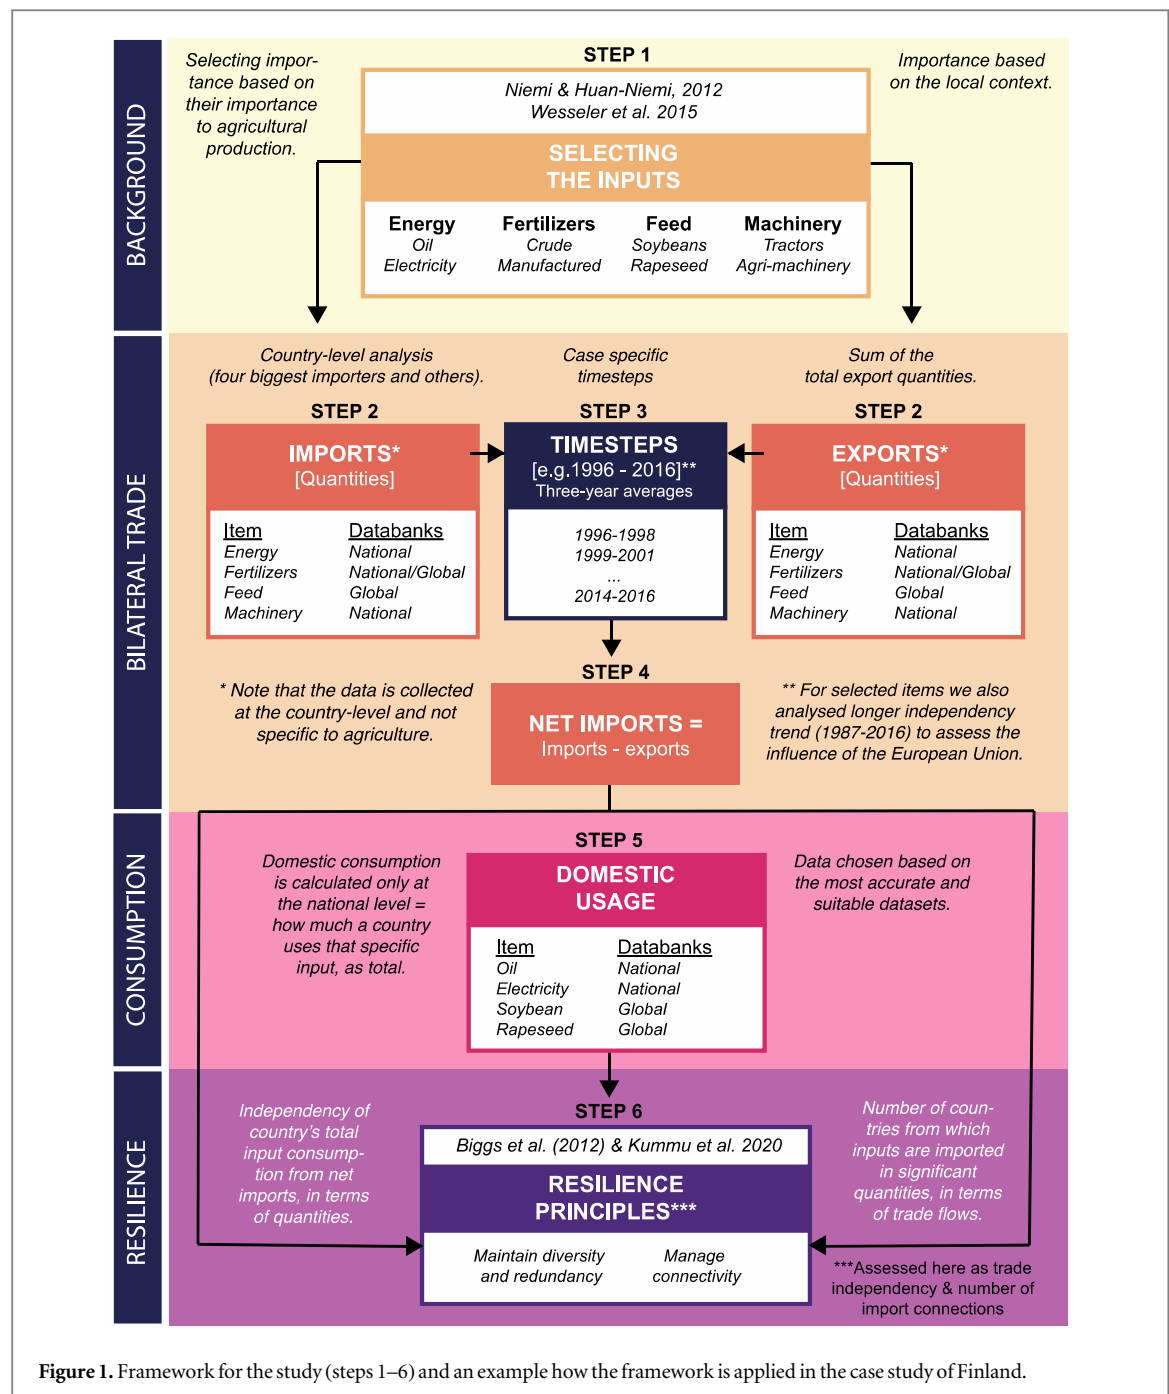 BACKGROUND
Selecting impor-
tance based on
their importance
to agricultural
production.
STEP 1
Niemi & Huan-Niemi, 2012
Wesseler et al. 2015
SELECTING
THE INPUTS
Energy Fertilizers Feed Machinery
Oil Crude Soybeans Tractors
Electricity Manufactured Rapeseed Agri-machinery
Importance based
on the local context.
BILATERAL TRADE
Country-level analysis
(four biggest importers and others).
STEP 2
IMPORTS*
[Quantities]
Item Databanks
Energy National
Fertilizers National/Global
Feed Global
Machinery National
Case specific
timesteps
STEP 3
TIMESTEPS
[e.g.1996 - 2016]**
Three-year averages
1996-1998
1999-2001
...
2014-2016
Sum of the
total export quantities.
STEP 2
EXPORTS*
[Quantities]
Item Databanks
Energy National
Fertilizers National/Global
Feed Global
Machinery National
* Note that the data is collected
at the country-level and not
specific to agriculture.
STEP 4
NET IMPORTS =
Imports - exports
** For selected items we also
analysed longer independency
trend (1987-2016) to assess the
influence of the European Union.
CONSUMPTION
Domestic consumption
is calculated only at
the national level =
how much a country
uses that specific
input, as total.
STEP 5
DOMESTIC
USAGE
Item Databanks
Oil National
Electricity National
Soybean Global
Rapeseed Global
Data chosen based on
the most accurate and
suitable datasets.
RESILIENCE
Independency of
country's total
input consump-
tion from net
imports, in terms
of quantities.
STEP 6
Biggs et al. (2012) & Kummu et al. 2020
RESILIENCE
PRINCIPLES***
Maintain diversity Manage
and redundancy connectivity
Number of coun-
tries from which
inputs are imported
in significant
quantities, in terms
of trade flows.
***Assessed here as trade
independency & number of
import connections
Figure 1. Framework for the study (steps 1–6) and an example how the framework is applied in the case study of Finland.